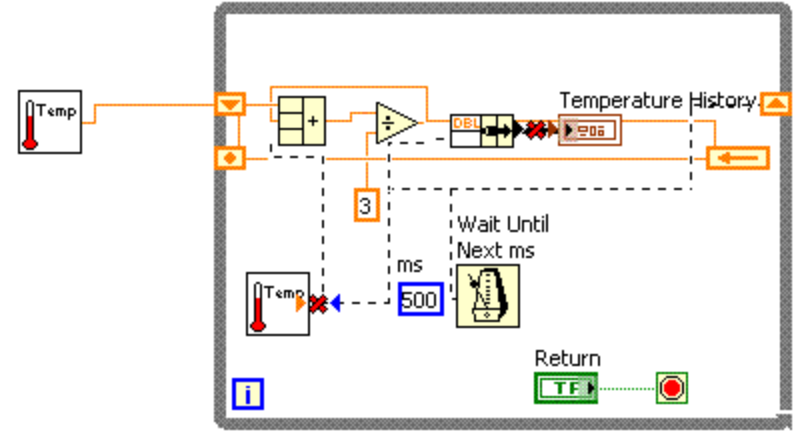 Temp
Temperature History
+
÷
DBL
3
Wait Until
Next ms
ms
500
Temp
Return
TF
i